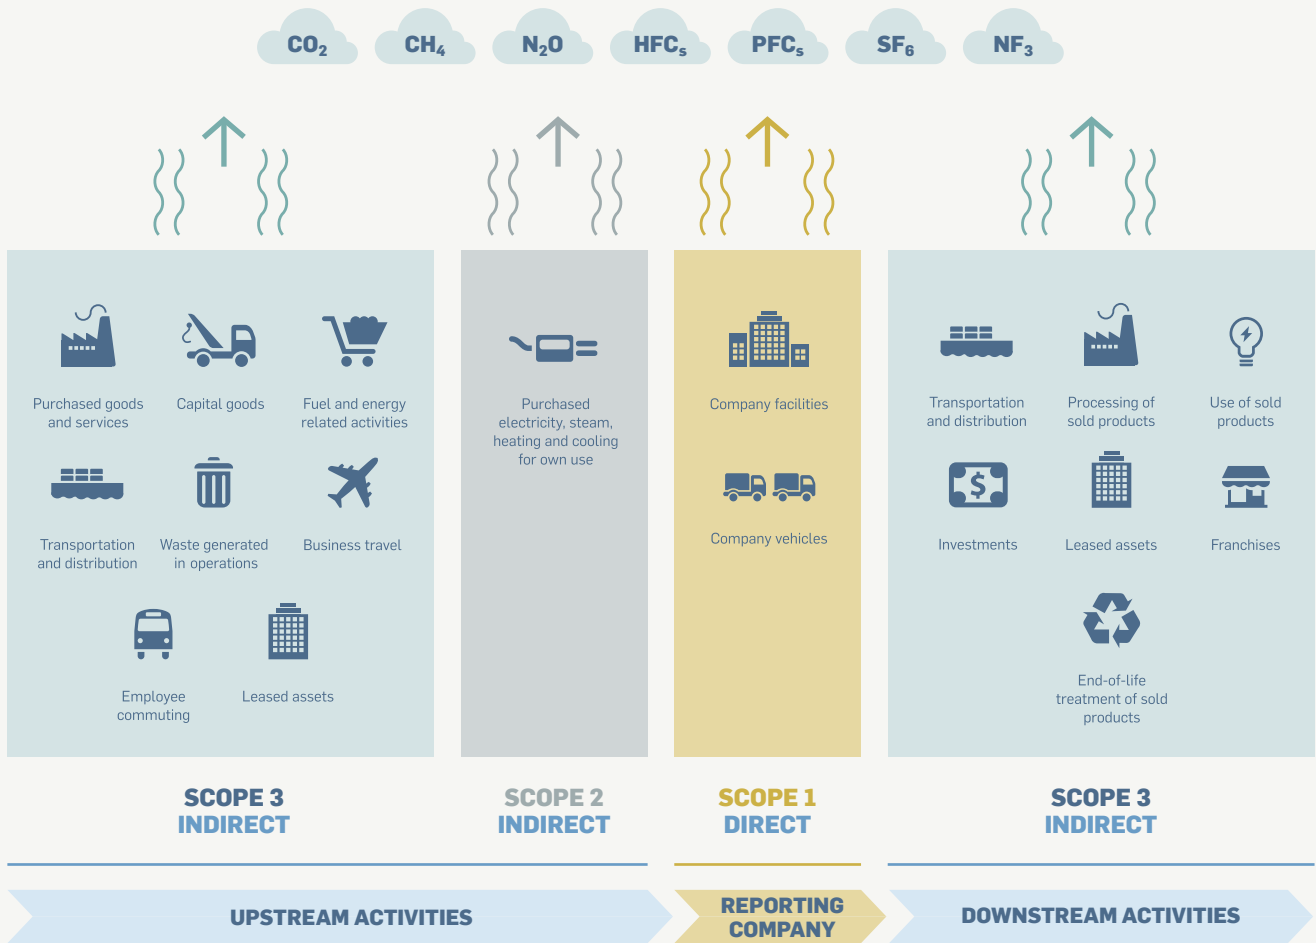 CO₂
CH₄
N₂O
HFCₛ
PFCₛ
SF₆
NF₃
Purchased goods
and services
Capital goods
Fuel and energy
related activities
Transportation
and distribution
Waste generated
in operations
Business travel
Employee
commuting
Leased assets
SCOPE 3
INDIRECT
Purchased
electricity, steam,
heating and cooling
for own use
SCOPE 2
INDIRECT
Company facilities
Company vehicles
SCOPE 1
DIRECT
Transportation
and distribution
Processing of
sold products
Use of sold
products
$
Investments
Leased assets
Franchises
End-of-life
treatment of sold
products
SCOPE 3
INDIRECT
UPSTREAM ACTIVITIES
REPORTING
COMPANY
DOWNSTREAM ACTIVITIES